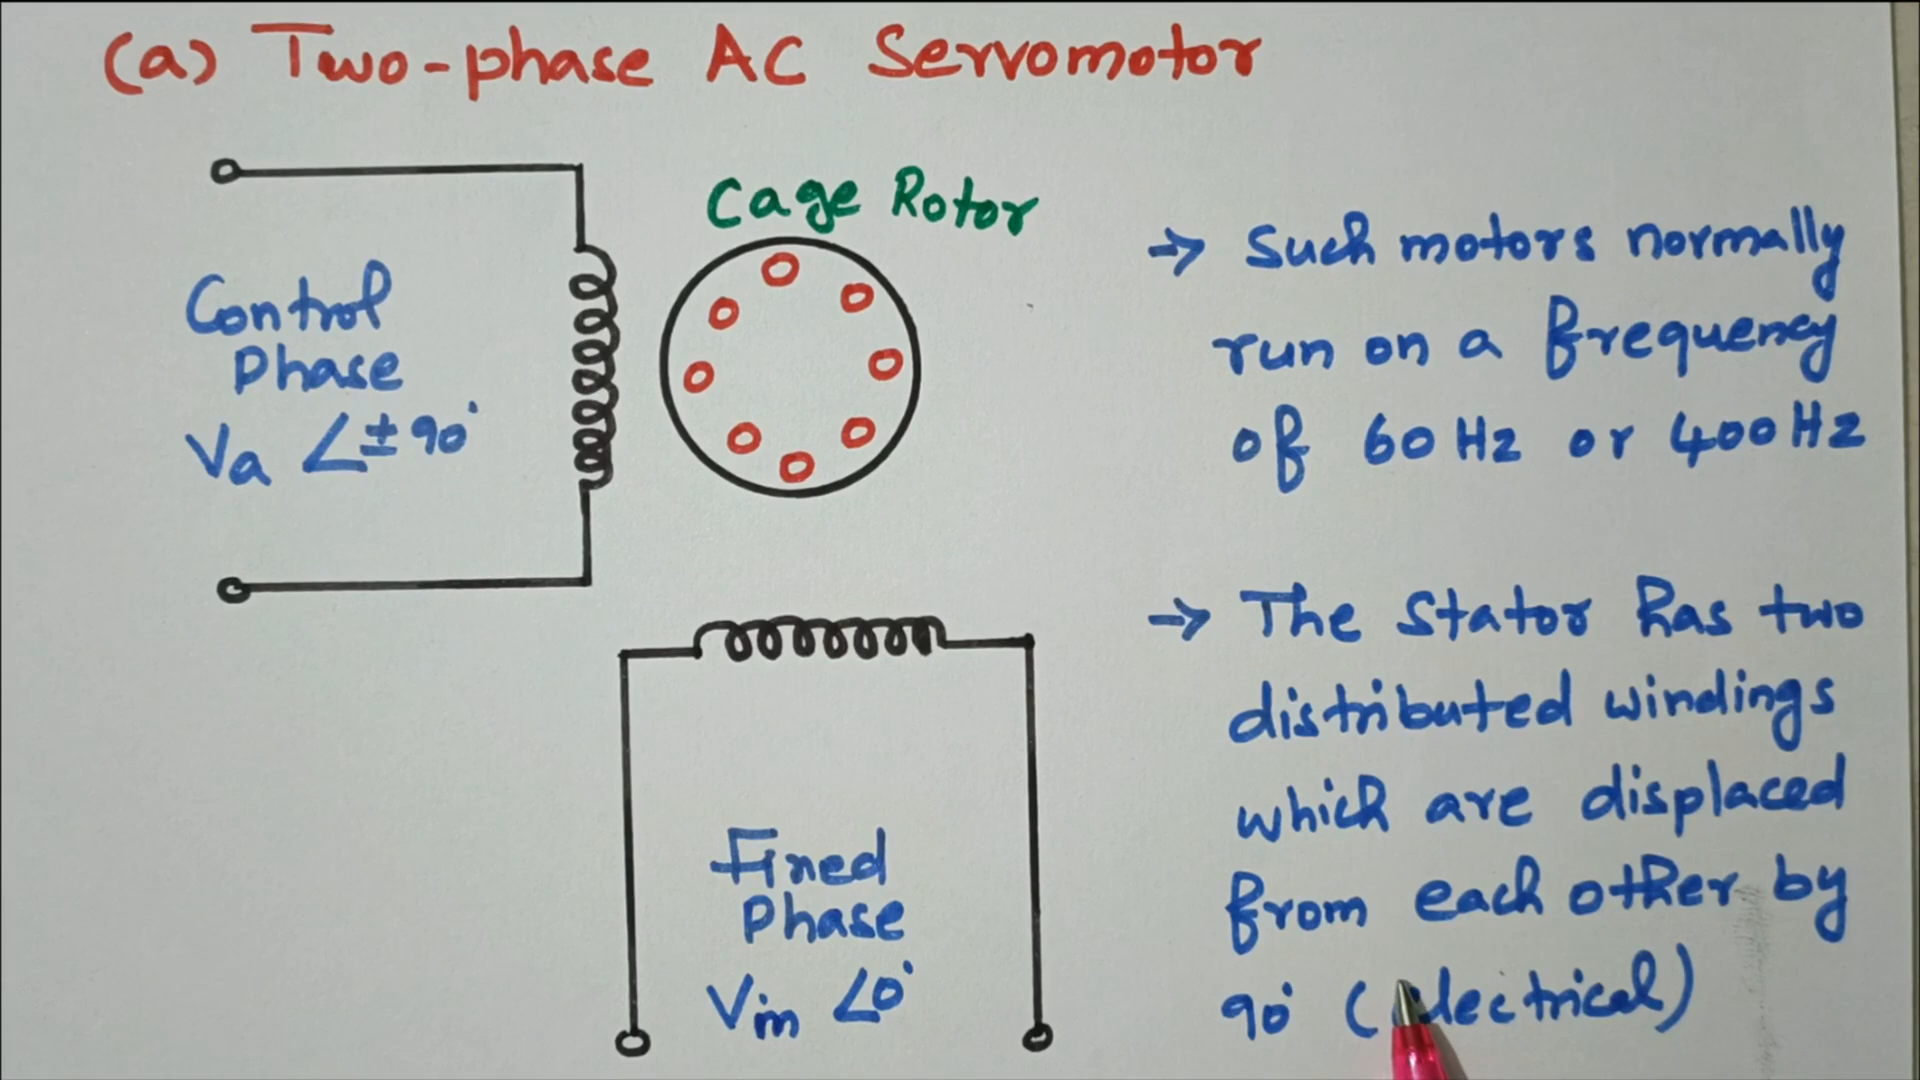 (a) Two-phase AC Servomotor
Cage Rotor
Control
Phase
Va ∠±90°
Fixed
Phase
Vm ∠0°
→ Such motors normally
run on a frequency
of 60 Hz or 400 Hz
→ The Stator has two
distributed windings
which are displaced
from each other by
90° (electrical)